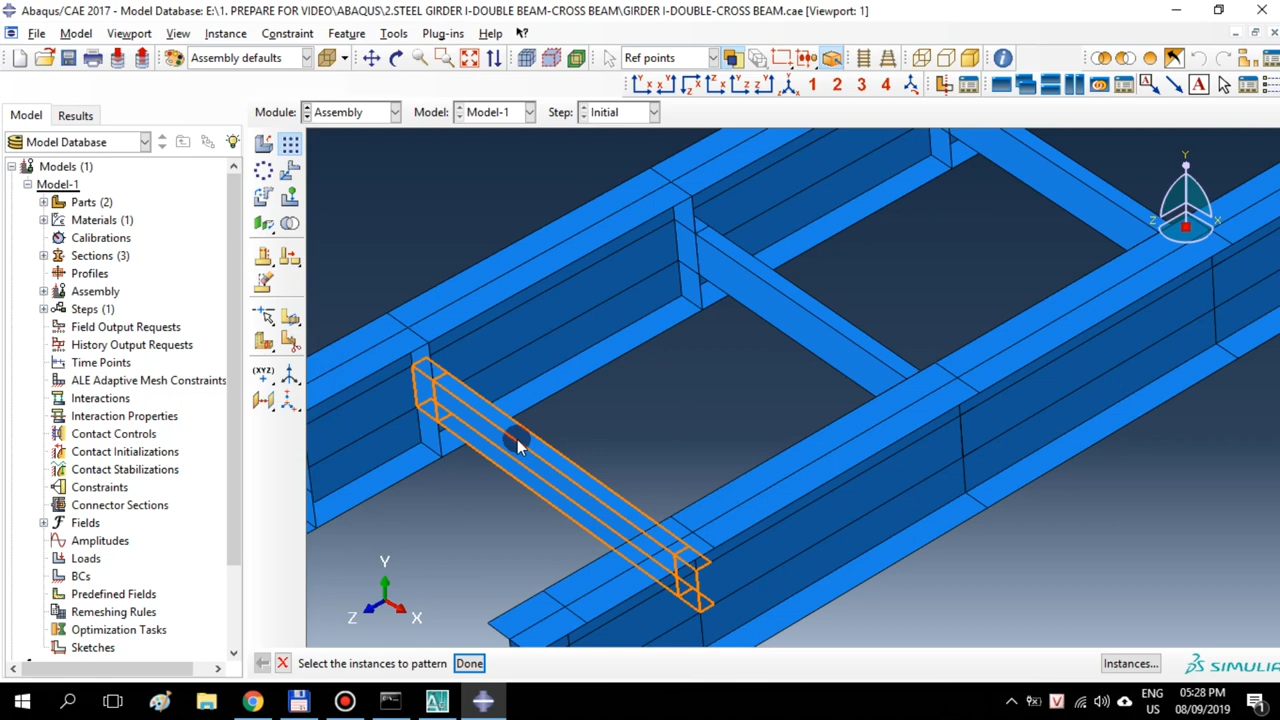 Abaqus/CAE 2017 - Model Database: E:\1. PREPARE FOR VIDEO\ABAQUS\2.STEEL GIRDER I-DOUBLE BEAM-CROSS BEAM\GIRDER I-DOUBLE-CROSS BEAM.cae [Viewport: 1]
File Model Viewport View Instance Constraint Feature Tools Plug-ins Help
Assembly defaults Ref points
1 2 3 4 A
Model Results Module: Assembly Model: Model-1 Step: Initial
Model Database
Models (1)
Model-1
Parts (2)
Materials (1)
Calibrations
Sections (3)
Profiles
Assembly
Steps (1)
Field Output Requests
History Output Requests
Time Points
ALE Adaptive Mesh Constraints
Interactions
Interaction Properties
Contact Controls
Contact Initializations
Contact Stabilizations
Constraints
Connector Sections
Fields
Amplitudes
Loads
BCs
Predefined Fields
Remeshing Rules
Optimization Tasks
Sketches
(XYZ)
Y
Z X
Y
Z X
Select the instances to pattern Done Instances... SIMULIA
ENG 05:28 PM
US 08/09/2019